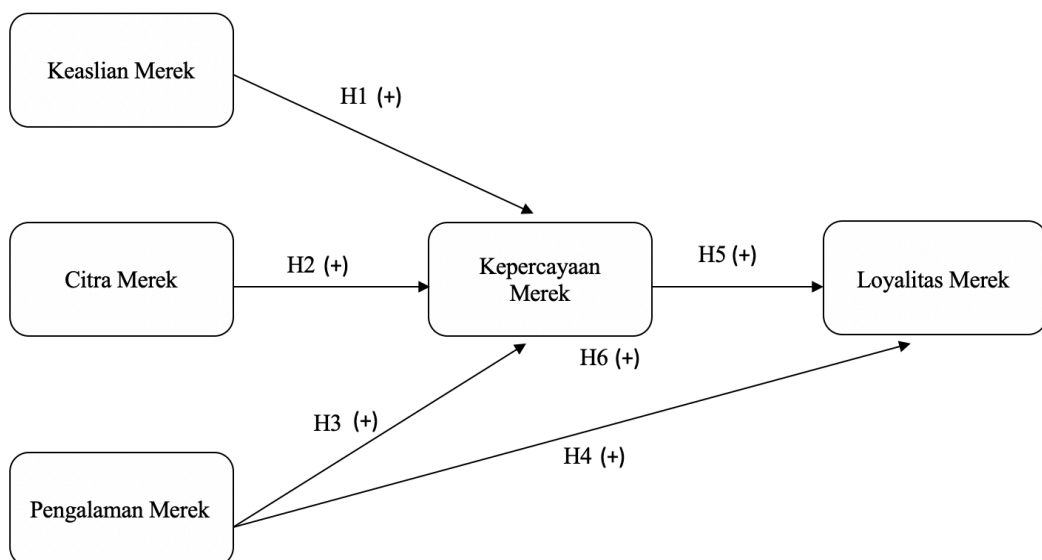 Keaslian Merek
H1 (+)
Citra Merek
H2 (+)
Kepercayaan
Merek
H5 (+)
Loyalitas Merek
H6 (+)
H3 (+)
H4 (+)
Pengalaman Merek